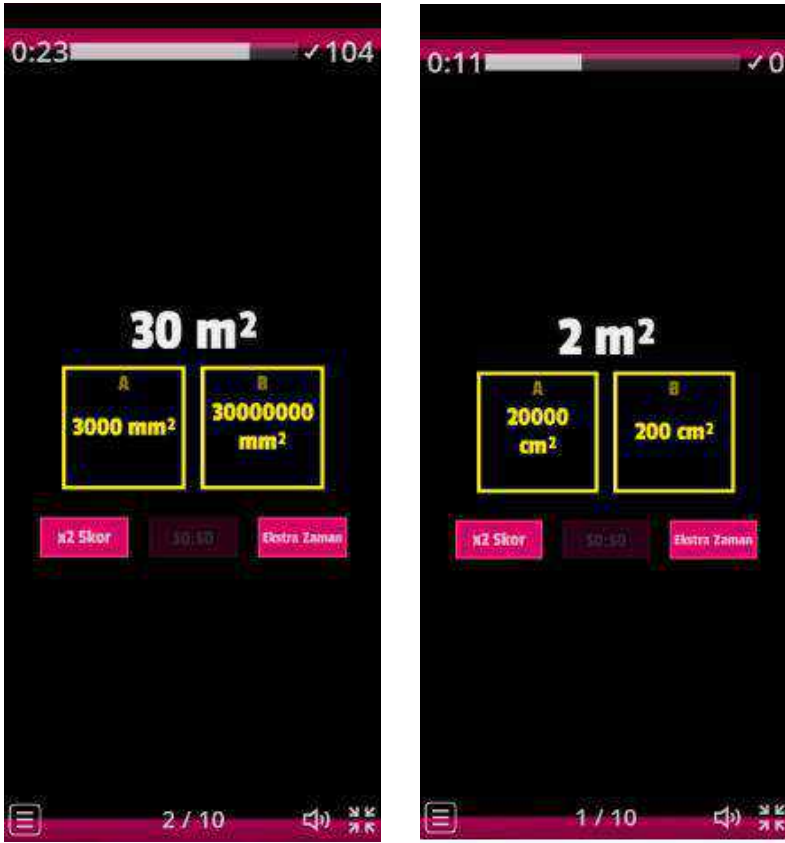 0:23
✓104
30 m²
A
3000 mm²
B
30000000
mm²
x2 Skor
50:50
Ekstra Zaman
2 / 10
0:11
✓0
2 m²
A
20000
cm²
B
200 cm²
x2 Skor
50:50
Ekstra Zaman
1 / 10